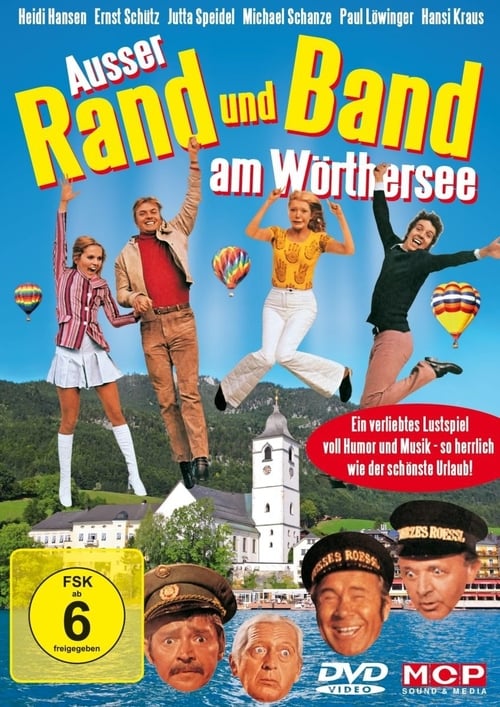 Heidi Hansen Ernst Schütz Jutta Speidel Michael Schanze Paul Löwinger Hansi Kraus
Ausser
Rand und Band
am Wörthersee
Ein verliebtes Lustspiel
voll Humor und Musik - so herrlich
wie der schönste Urlaub!
ROESSL
ROESSL
FSK
ab
6
freigegeben
DVD
VIDEO
MCP
SOUND & MEDIA